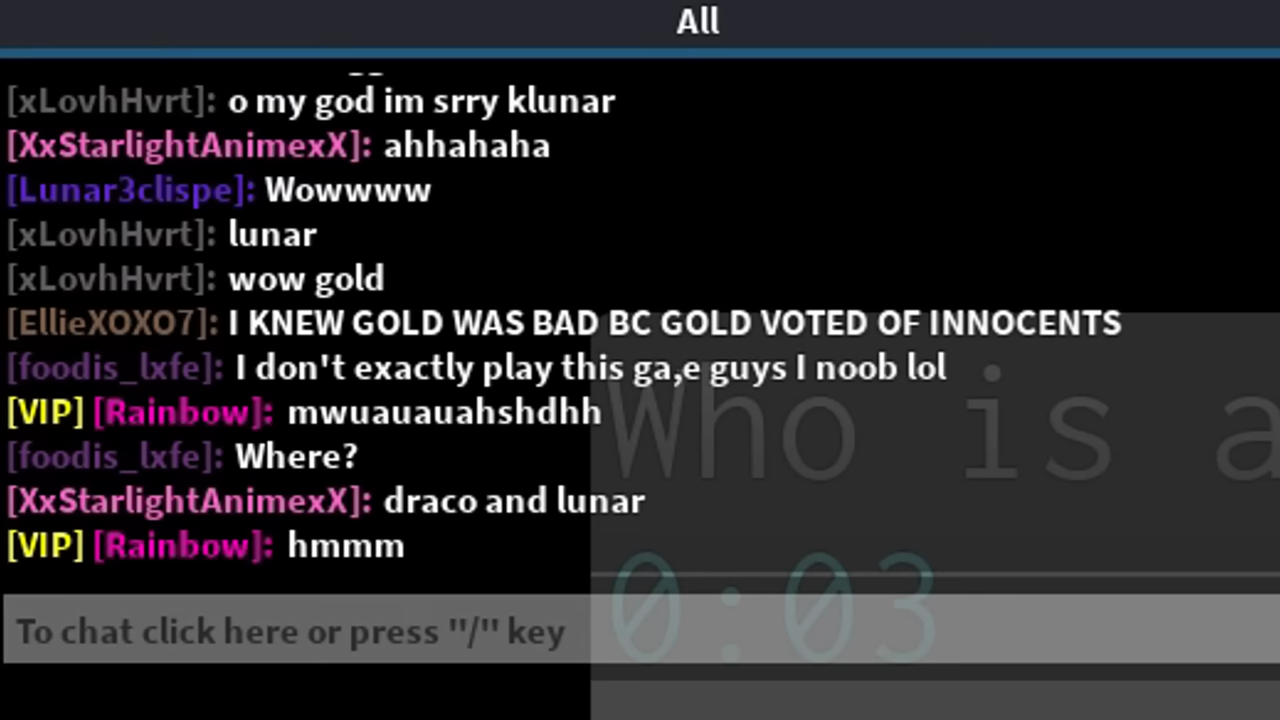 All
[xLovhHvrt]: o my god im srry klunar
[XxStarlightAnimexX]: ahhahaha
[Lunar3clispe]: Wowwww
[xLovhHvrt]: lunar
[xLovhHvrt]: wow gold
[EllieXOXO7]: I KNEW GOLD WAS BAD BC GOLD VOTED OF INNOCENTS
[foodis_lxfe]: I don't exactly play this ga,e guys I noob lol
[VIP] [Rainbow]: mwuauauahshdhh
Who is a
[foodis_lxfe]: Where?
[XxStarlightAnimexX]: draco and lunar
[VIP] [Rainbow]: hmmm
0:03
To chat click here or press "/" key